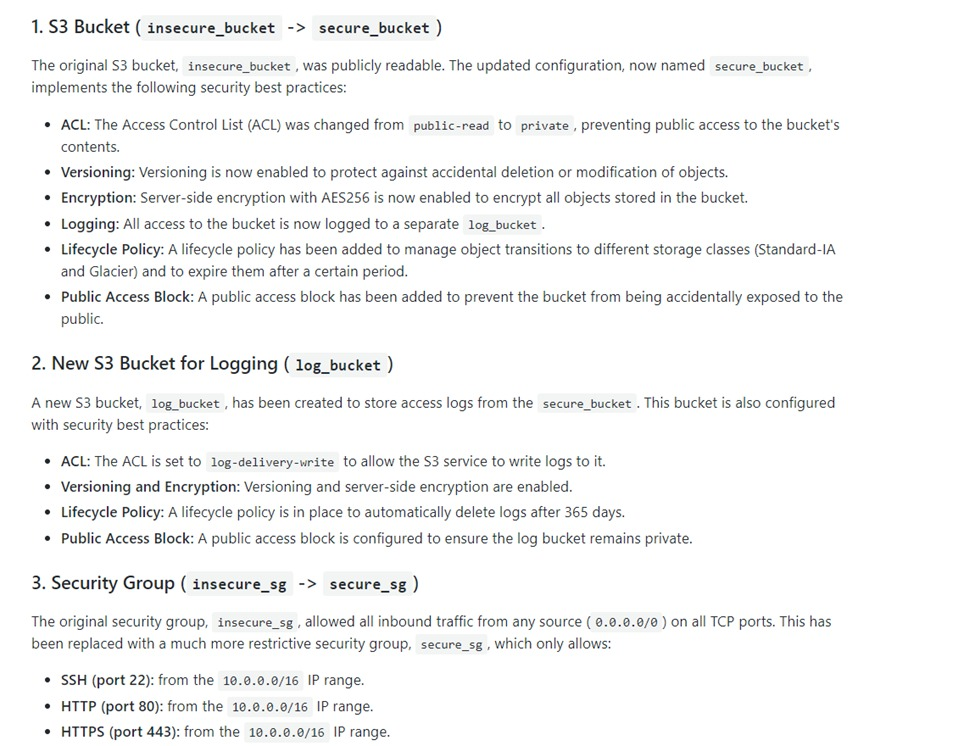 1. S3 Bucket ( insecure_bucket -> secure_bucket )
The original S3 bucket, insecure_bucket , was publicly readable. The updated configuration, now named secure_bucket ,
implements the following security best practices:
• ACL: The Access Control List (ACL) was changed from public-read to private , preventing public access to the bucket's
contents.
• Versioning: Versioning is now enabled to protect against accidental deletion or modification of objects.
• Encryption: Server-side encryption with AES256 is now enabled to encrypt all objects stored in the bucket.
• Logging: All access to the bucket is now logged to a separate log_bucket .
• Lifecycle Policy: A lifecycle policy has been added to manage object transitions to different storage classes (Standard-IA
and Glacier) and to expire them after a certain period.
• Public Access Block: A public access block has been added to prevent the bucket from being accidentally exposed to the
public.
2. New S3 Bucket for Logging ( log_bucket )
A new S3 bucket, log_bucket , has been created to store access logs from the secure_bucket . This bucket is also configured
with security best practices:
• ACL: The ACL is set to log-delivery-write to allow the S3 service to write logs to it.
• Versioning and Encryption: Versioning and server-side encryption are enabled.
• Lifecycle Policy: A lifecycle policy is in place to automatically delete logs after 365 days.
• Public Access Block: A public access block is configured to ensure the log bucket remains private.
3. Security Group ( insecure_sg -> secure_sg )
The original security group, insecure_sg , allowed all inbound traffic from any source ( 0.0.0.0/0 ) on all TCP ports. This has
been replaced with a much more restrictive security group, secure_sg , which only allows:
• SSH (port 22): from the 10.0.0.0/16 IP range.
• HTTP (port 80): from the 10.0.0.0/16 IP range.
• HTTPS (port 443): from the 10.0.0.0/16 IP range.